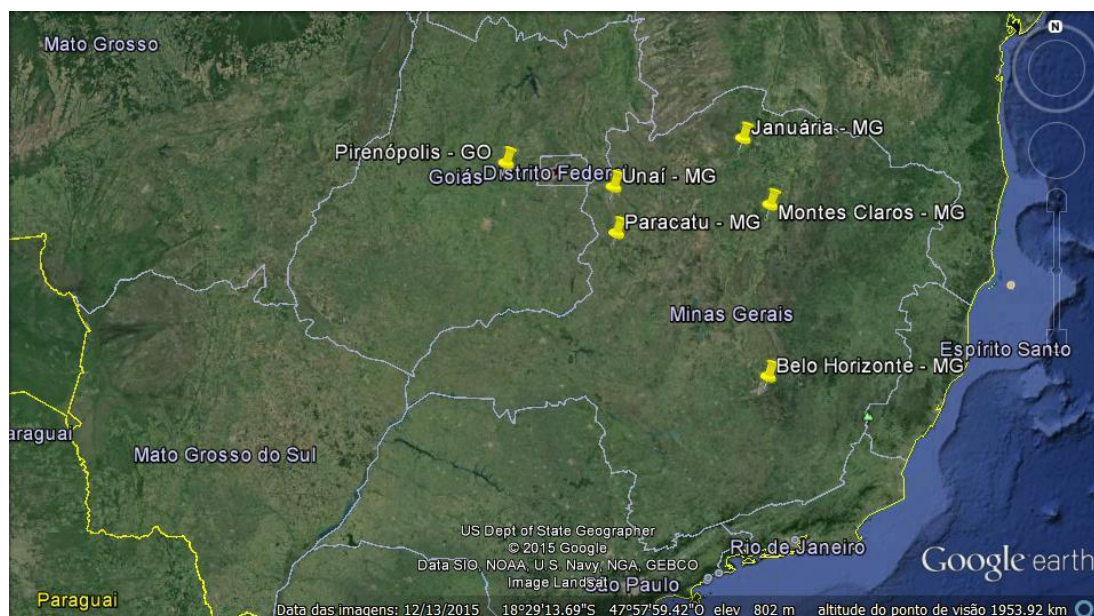 Mato Grosso
N
Januária - MG
Pirenópolis - GO
Goiás
Distrito Feder
Unaí - MG
Montes Claros - MG
Paracatu - MG
Minas Gerais
Espírito Santo
Belo Horizonte - MG
araguai
Mato Grosso do Sul
US Dept of State Geographer
© 2015 Google
Data SIO, NOAA, U.S. Navy, NGA, GEBCO
Image Landsat
Rio de Janeiro
São Paulo
Google earth
Paraguai
Data das imagens: 12/13/2015 18°29'13.69"S 47°57'59.42"O elev 802 m altitude do ponto de visão 1953.92 km